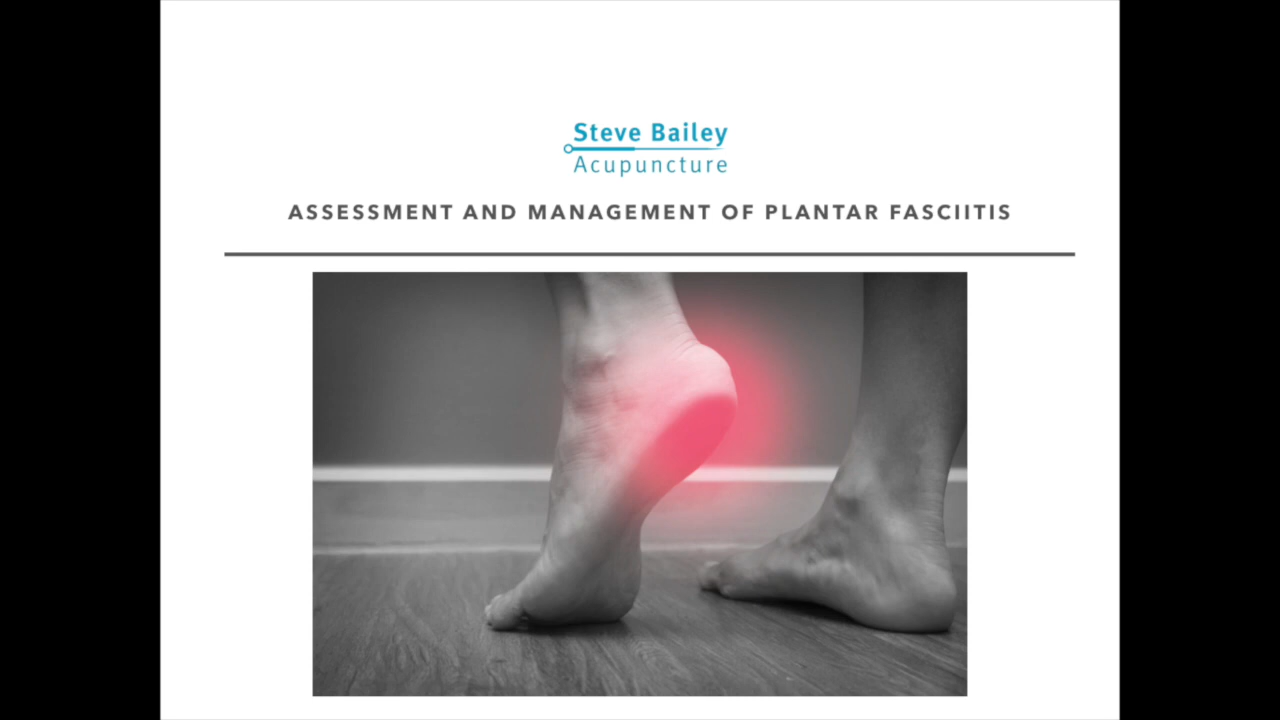 Steve Bailey
Acupuncture
ASSESSMENT AND MANAGEMENT OF PLANTAR FASCIITIS